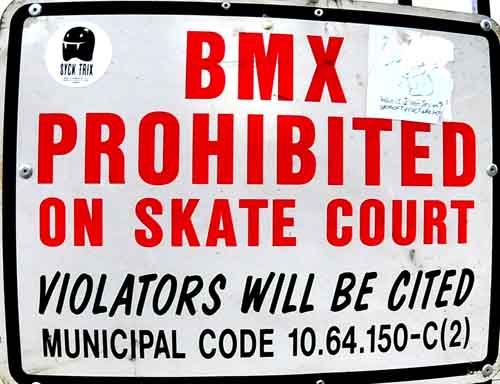 SYCK TRIX
BMX
PROHIBITED
ON SKATE COURT
VIOLATORS WILL BE CITED
MUNICIPAL CODE 10.64.150-C(2)